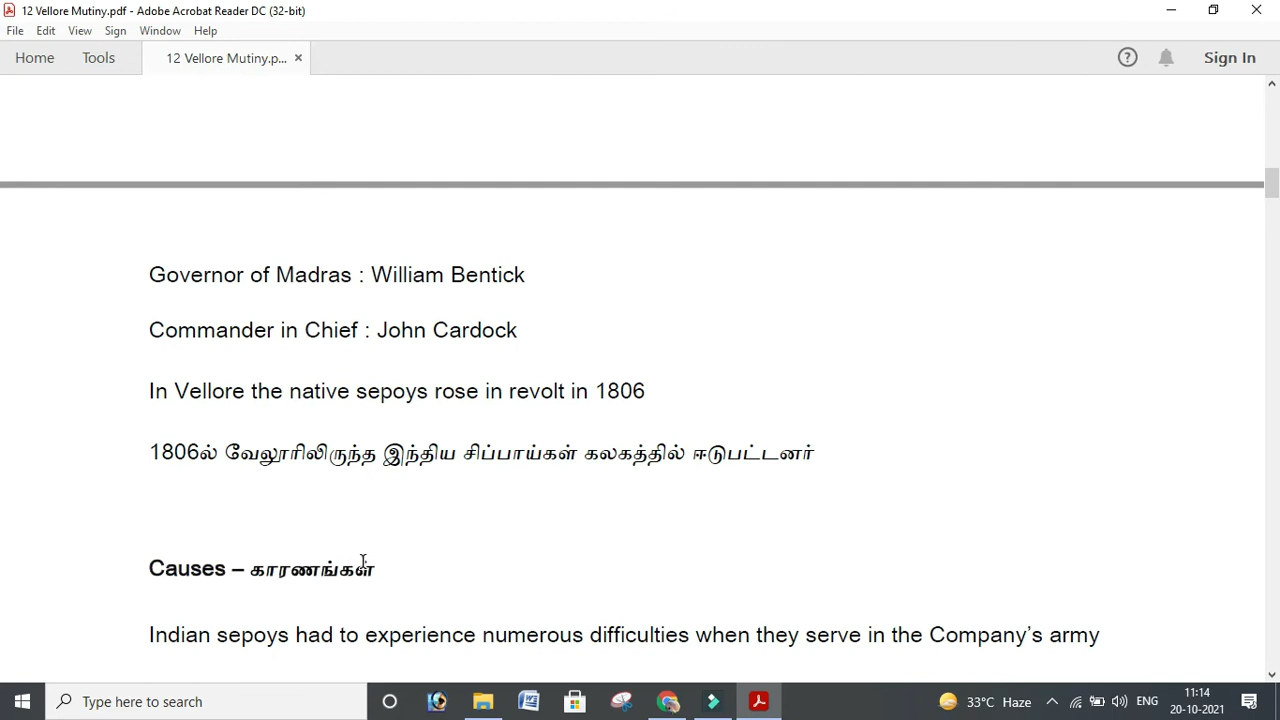 12 Vellore Mutiny.pdf - Adobe Acrobat Reader DC (32-bit)
File Edit View Sign Window Help
Home Tools 12 Vellore Mutiny.p... × Sign In
Governor of Madras : William Bentick
Commander in Chief : John Cardock
In Vellore the native sepoys rose in revolt in 1806
1806ல் வேலூரிலிருந்த இந்திய சிப்பாய்கள் கலகத்தில் ஈடுபட்டனர்
Causes – காரணங்கள்
Indian sepoys had to experience numerous difficulties when they serve in the Company’s army
Type here to search 33°C Haze ENG 11:14
20-10-2021